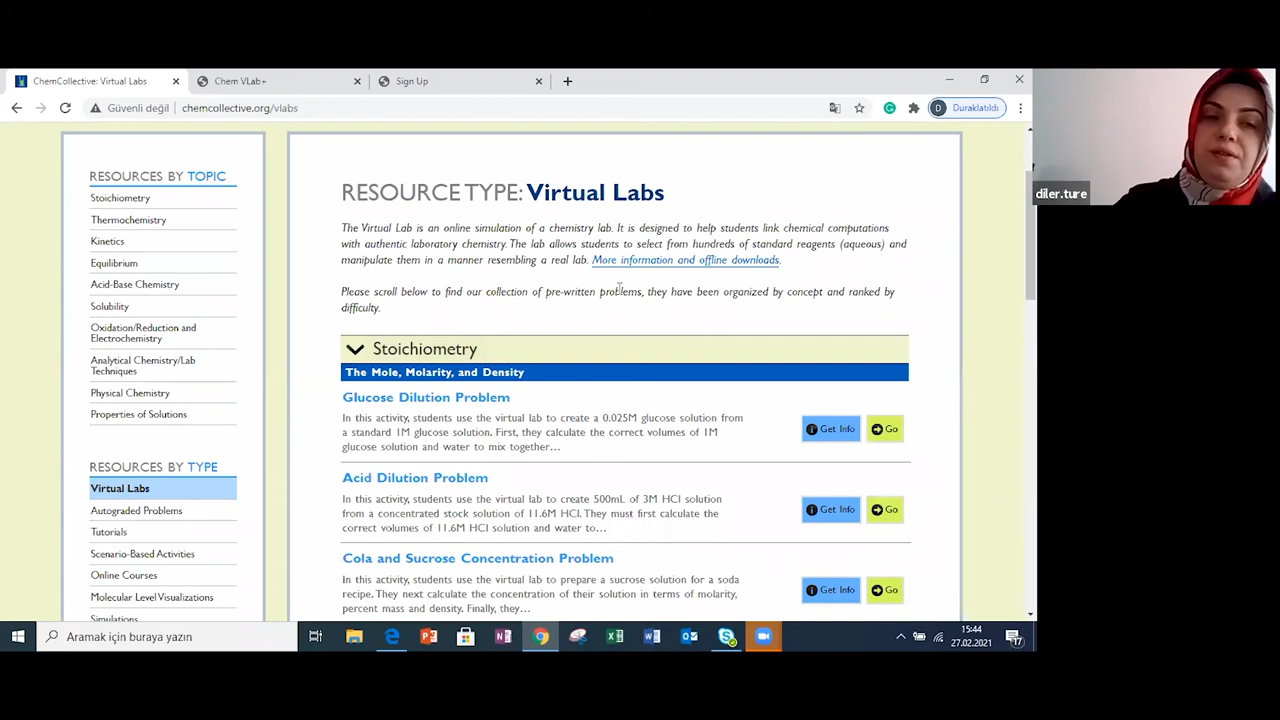 ChemCollective: Virtual Labs
Chem VLab+
Sign Up
Güvenli değil
chemcollective.org/vlabs
D
Duraklatıldı
diler.ture
RESOURCES BY TOPIC
Stoichiometry
Thermochemistry
Kinetics
Equilibrium
Acid-Base Chemistry
Solubility
Oxidation/Reduction and
Electrochemistry
Analytical Chemistry/Lab
Techniques
Physical Chemistry
Properties of Solutions
RESOURCES BY TYPE
Virtual Labs
Autograded Problems
Tutorials
Scenario-Based Activities
Online Courses
Molecular Level Visualizations
Simulations
RESOURCE TYPE: Virtual Labs
The Virtual Lab is an online simulation of a chemistry lab. It is designed to help students link chemical computations
with authentic laboratory chemistry. The lab allows students to select from hundreds of standard reagents (aqueous) and
manipulate them in a manner resembling a real lab. More information and offline downloads.
Please scroll below to find our collection of pre-written problems, they have been organized by concept and ranked by
difficulty.
Stoichiometry
The Mole, Molarity, and Density
Glucose Dilution Problem
In this activity, students use the virtual lab to create a 0.025M glucose solution from
a standard 1M glucose solution. First, they calculate the correct volumes of 1M
glucose solution and water to mix together...
Get Info
Go
Acid Dilution Problem
In this activity, students use the virtual lab to create 500mL of 3M HCl solution
from a concentrated stock solution of 11.6M HCl. They must first calculate the
correct volumes of 11.6M HCl solution and water to...
Get Info
Go
Cola and Sucrose Concentration Problem
In this activity, students use the virtual lab to prepare a sucrose solution for a soda
recipe. They next calculate the concentration of their solution in terms of molarity,
percent mass and density. Finally, they...
Get Info
Go
Aramak için buraya yazın
15:44
27.02.2021
17